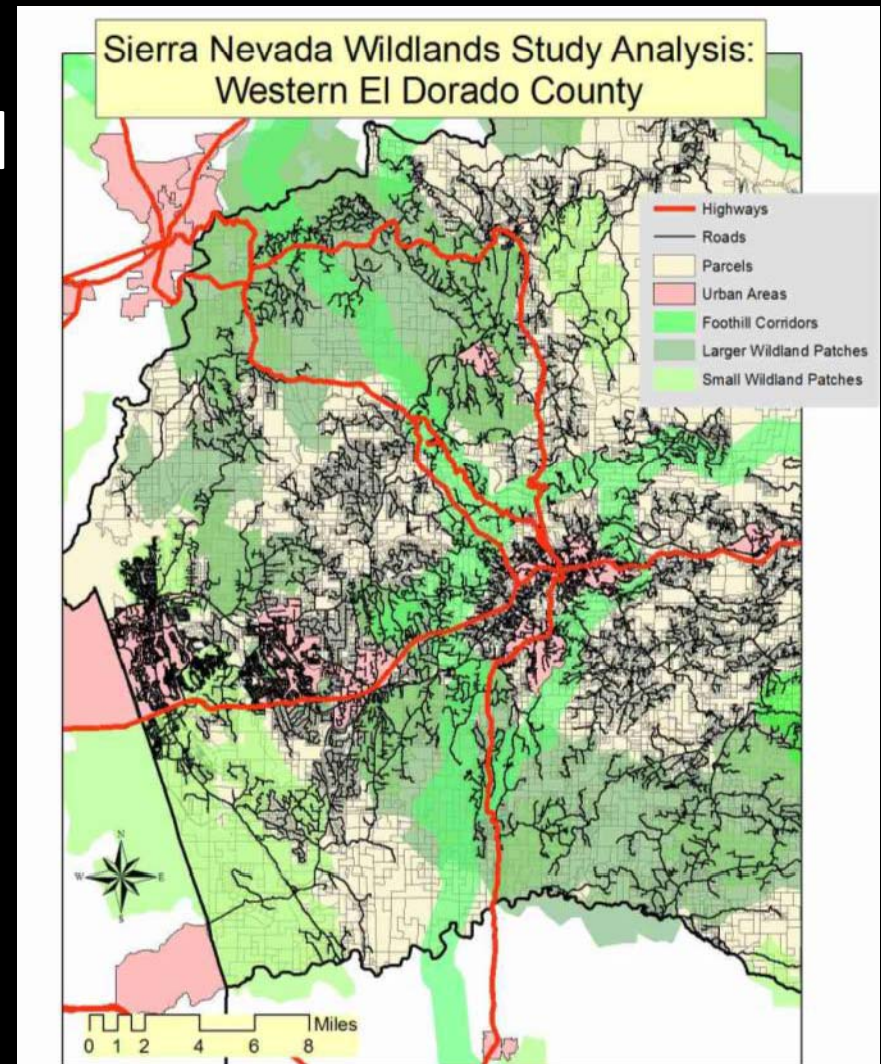 Sierra Nevada Wildlands Study Analysis:
Western El Dorado County
Highways
Roads
Parcels
Urban Areas
Foothill Corridors
Larger Wildland Patches
Small Wildland Patches
N
W E
S
Miles
0 1 2 4 6 8